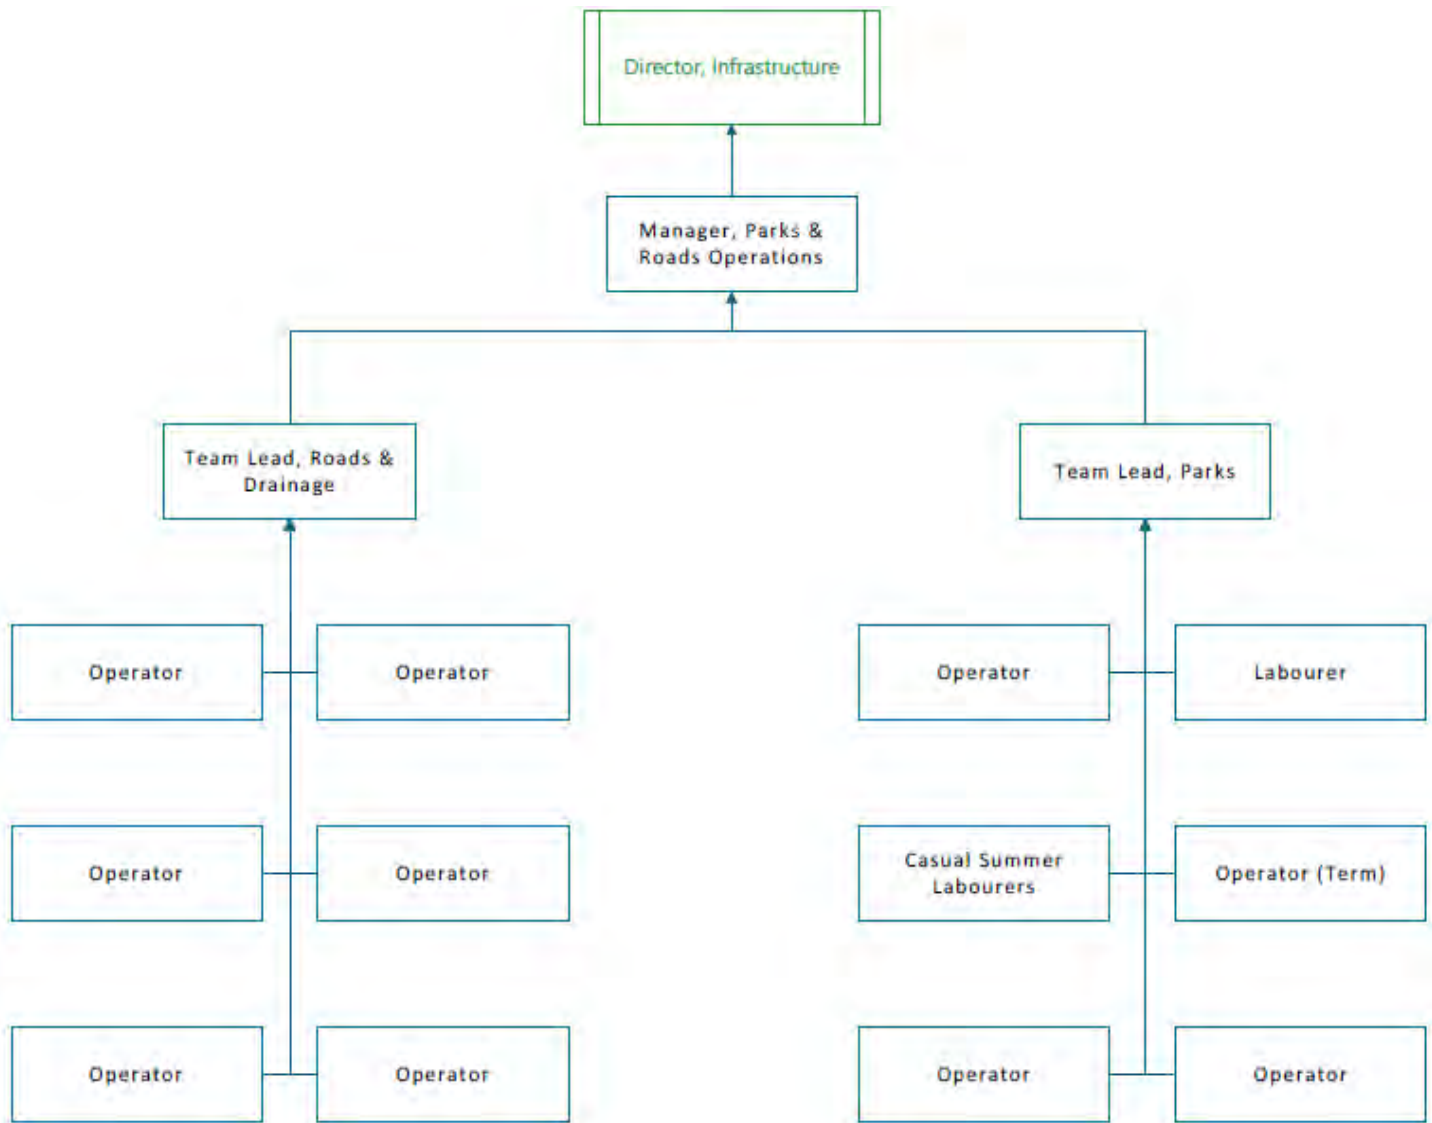 Director, Infrastructure
Manager, Parks &
Roads Operations
Team Lead, Roads &
Drainage
Team Lead, Parks
Operator
Operator
Operator
Labourer
Operator
Operator
Casual Summer
Labourers
Operator (Term)
Operator
Operator
Operator
Operator